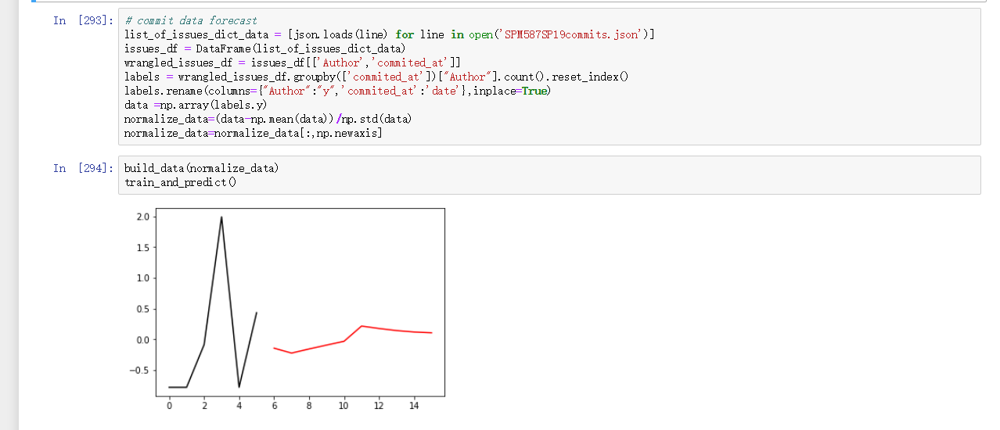 In [293]:
# commit data forecast
list_of_issues_dict_data = [json.loads(line) for line in open('SPM587SP19commits.json')]
issues_df = DataFrame(list_of_issues_dict_data)
wrangled_issues_df = issues_df[['Author','commited_at']]
labels = wrangled_issues_df.groupby(['commited_at'])["Author"].count().reset_index()
labels.rename(columns={"Author":"y",'commited_at':'date'},inplace=True)
data =np.array(labels.y)
normalize_data=(data-np.mean(data))/np.std(data)
normalize_data=normalize_data[:,np.newaxis]
In [294]:
build_data(normalize_data)
train_and_predict()
2.0
1.5
1.0
0.5
0.0
−0.5
0 2 4 6 8 10 12 14